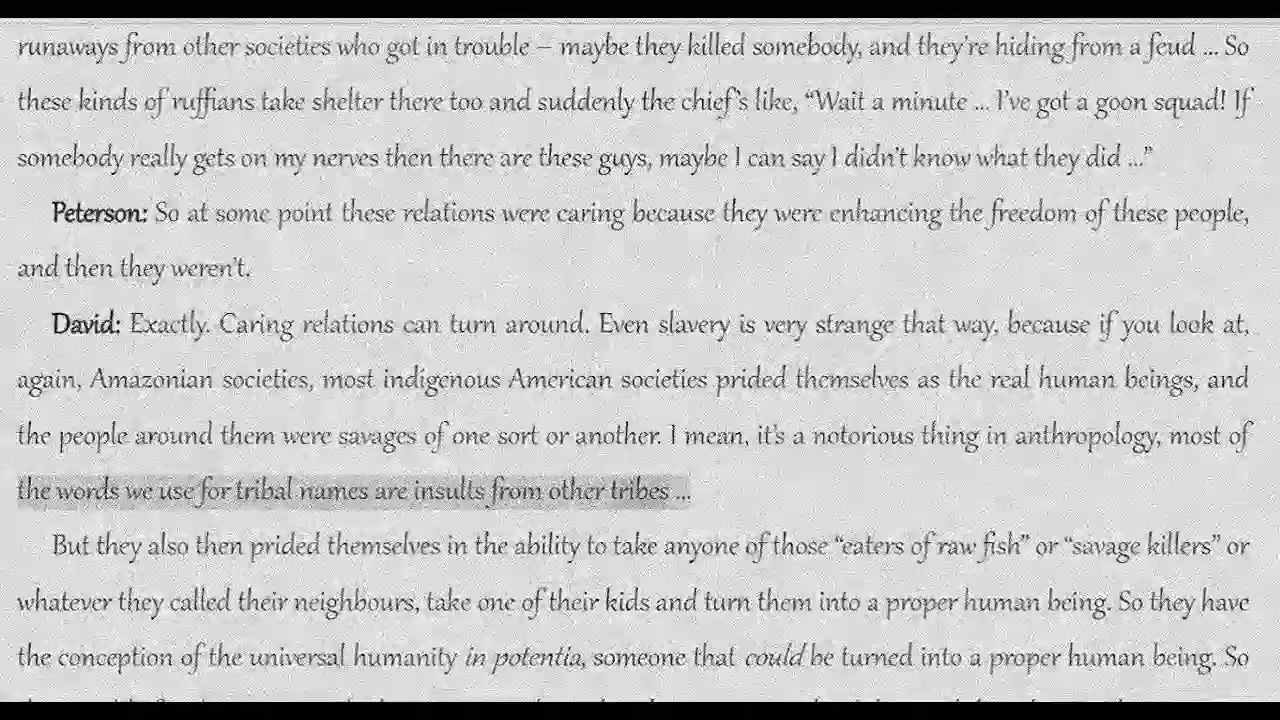 runaways from other societies who got in trouble – maybe they killed somebody, and they're hiding from a feud ... So
these kinds of ruffians take shelter there too and suddenly the chief's like, “Wait a minute ... I've got a goon squad! If
somebody really gets on my nerves then there are these guys, maybe I can say I didn't know what they did ...”
Peterson: So at some point these relations were caring because they were enhancing the freedom of these people,
and then they weren't.
David: Exactly. Caring relations can turn around. Even slavery is very strange that way, because if you look at,
again, Amazonian societies, most indigenous American societies prided themselves as the real human beings, and
the people around them were savages of one sort or another. I mean, it's a notorious thing in anthropology, most of
the words we use for tribal names are insults from other tribes ...
But they also then prided themselves in the ability to take anyone of those “eaters of raw fish” or “savage killers” or
whatever they called their neighbours, take one of their kids and turn them into a proper human being. So they have
the conception of the universal humanity in potentia, someone that could be turned into a proper human being. So